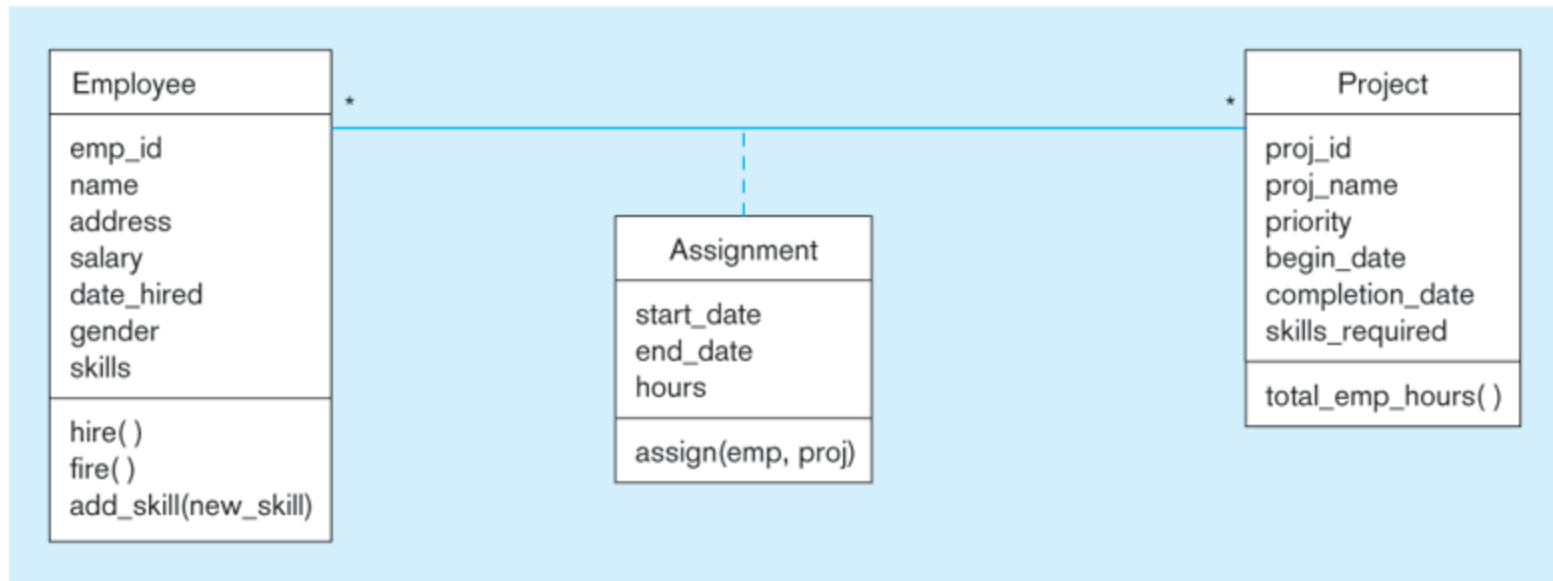 Employee
emp_id
name
address
salary
date_hired
gender
skills
hire( )
fire( )
add_skill(new_skill)
*
*
Assignment
start_date
end_date
hours
assign(emp, proj)
Project
proj_id
proj_name
priority
begin_date
completion_date
skills_required
total_emp_hours( )